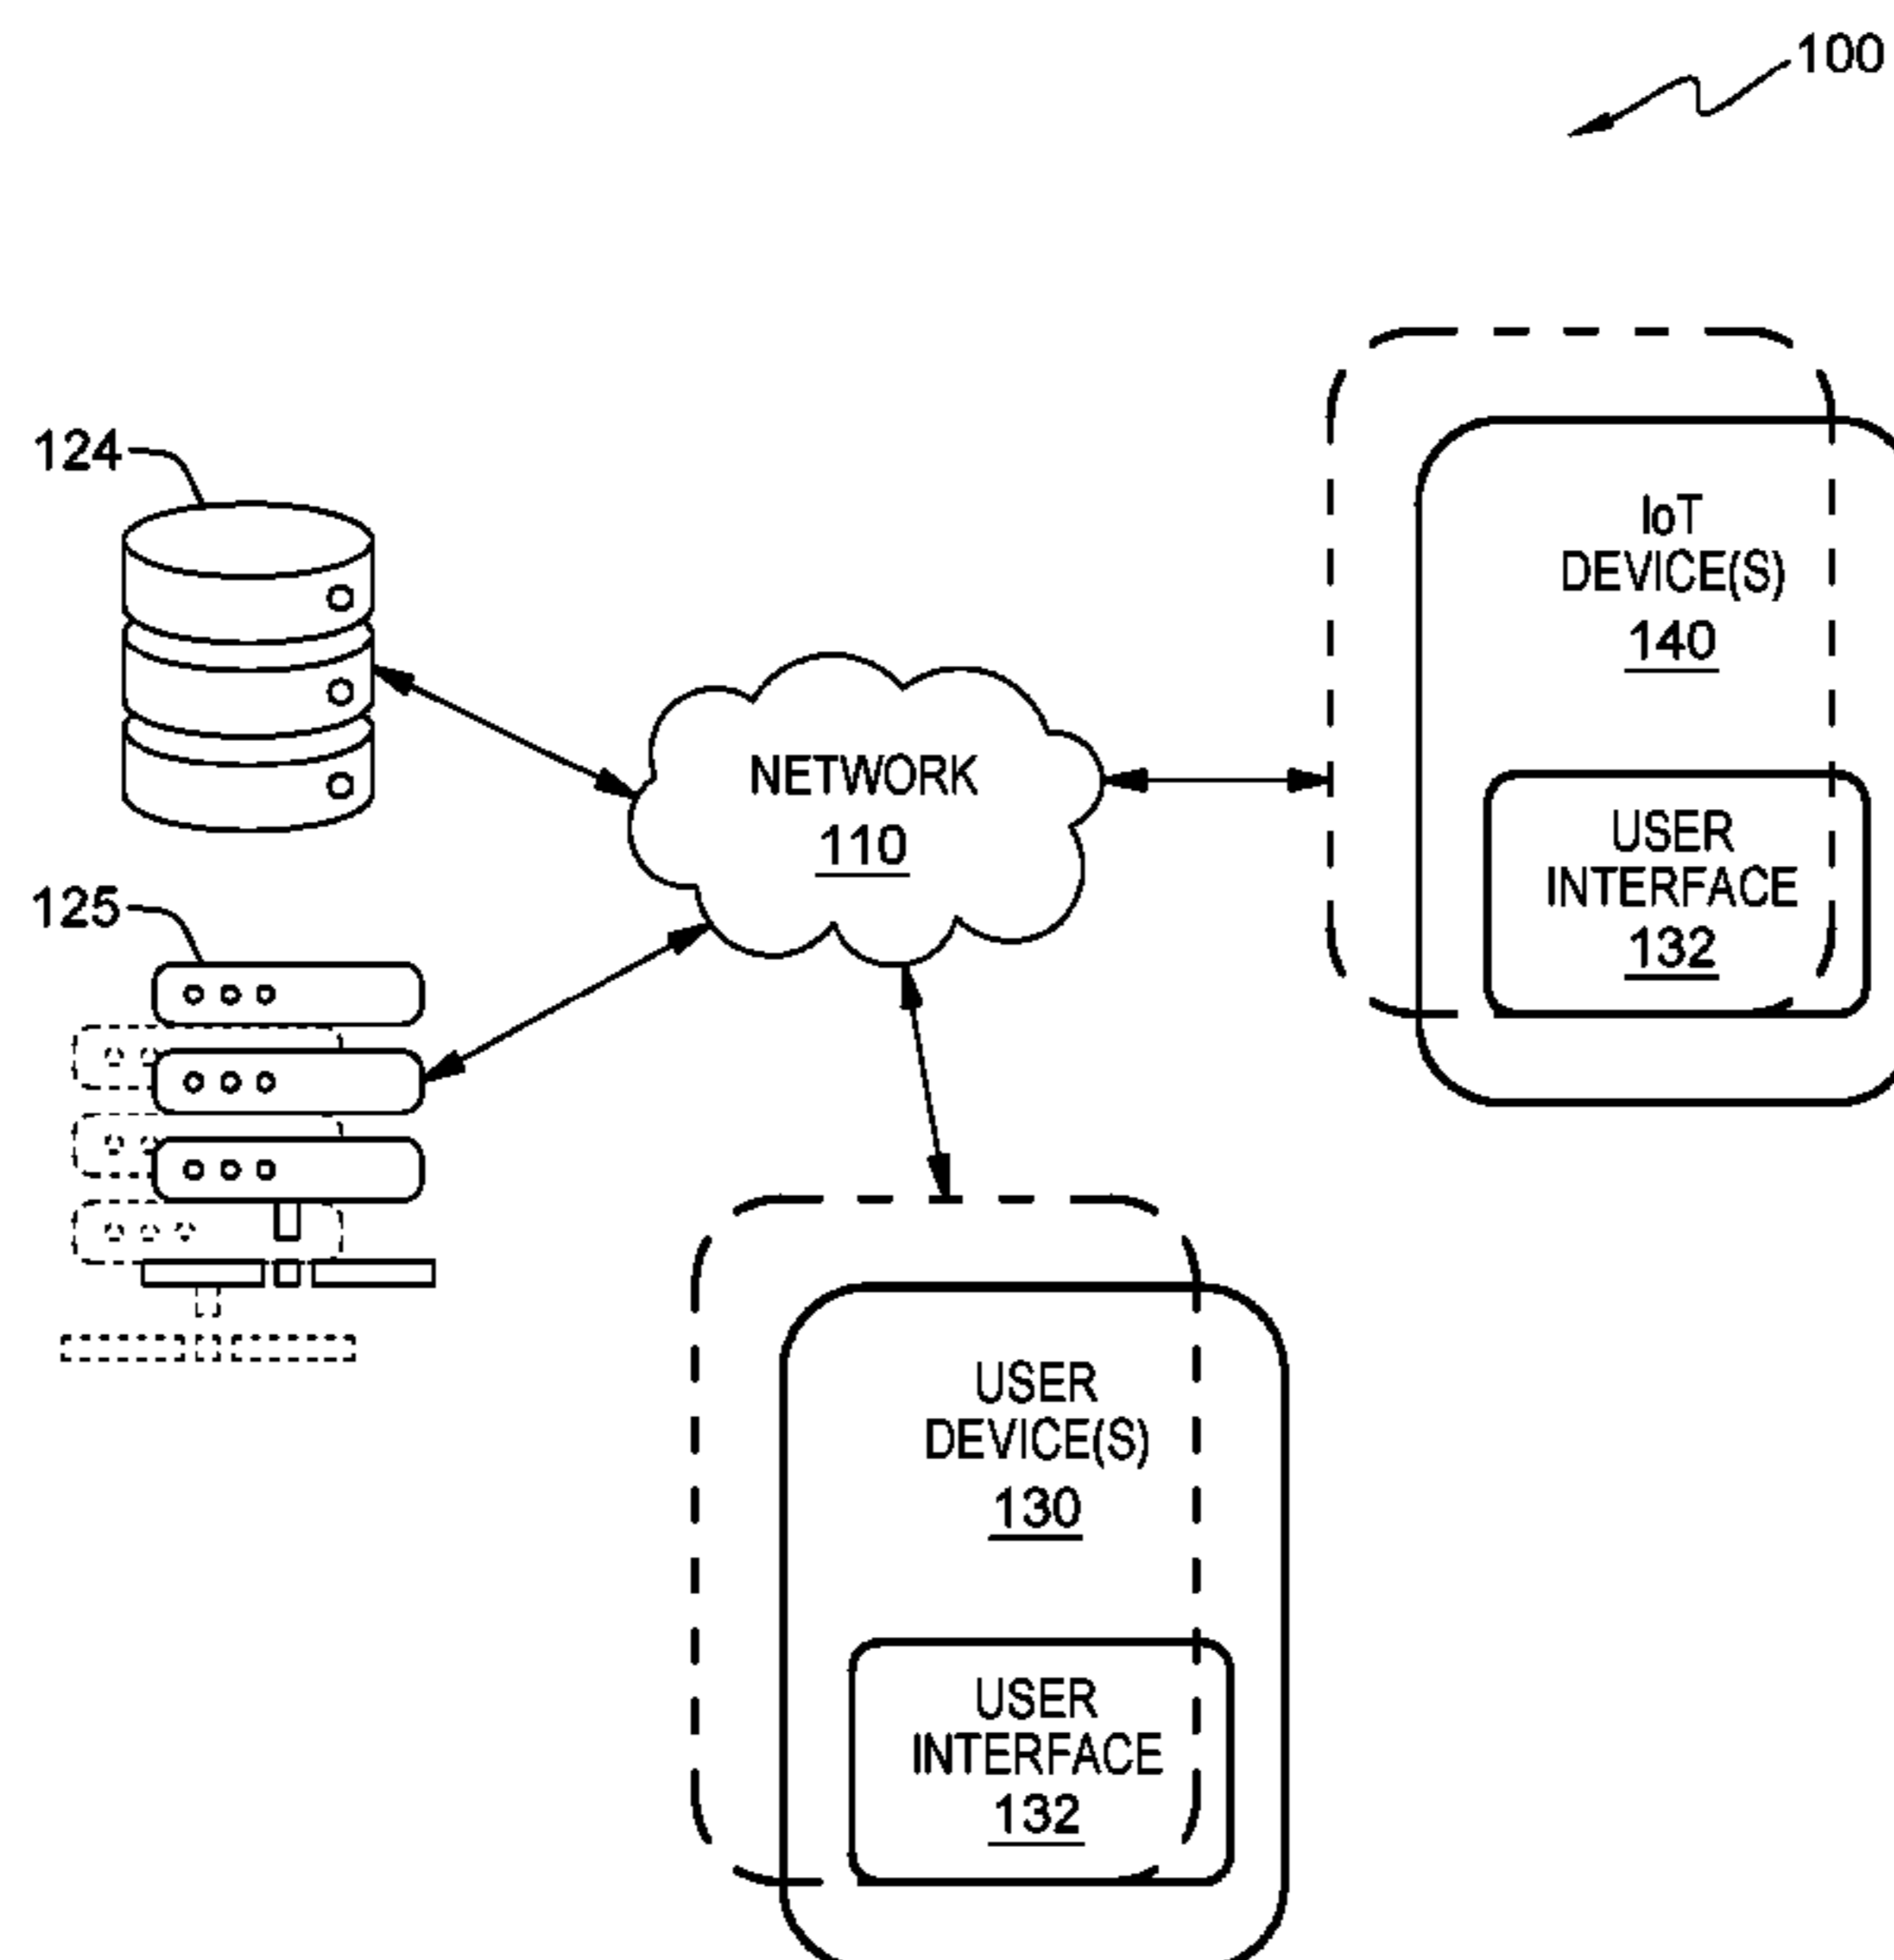 100
124
IoT
DEVICE(S)
140
NETWORK
110
USER
INTERFACE
132
125
USER
DEVICE(S)
130
USER
INTERFACE
132